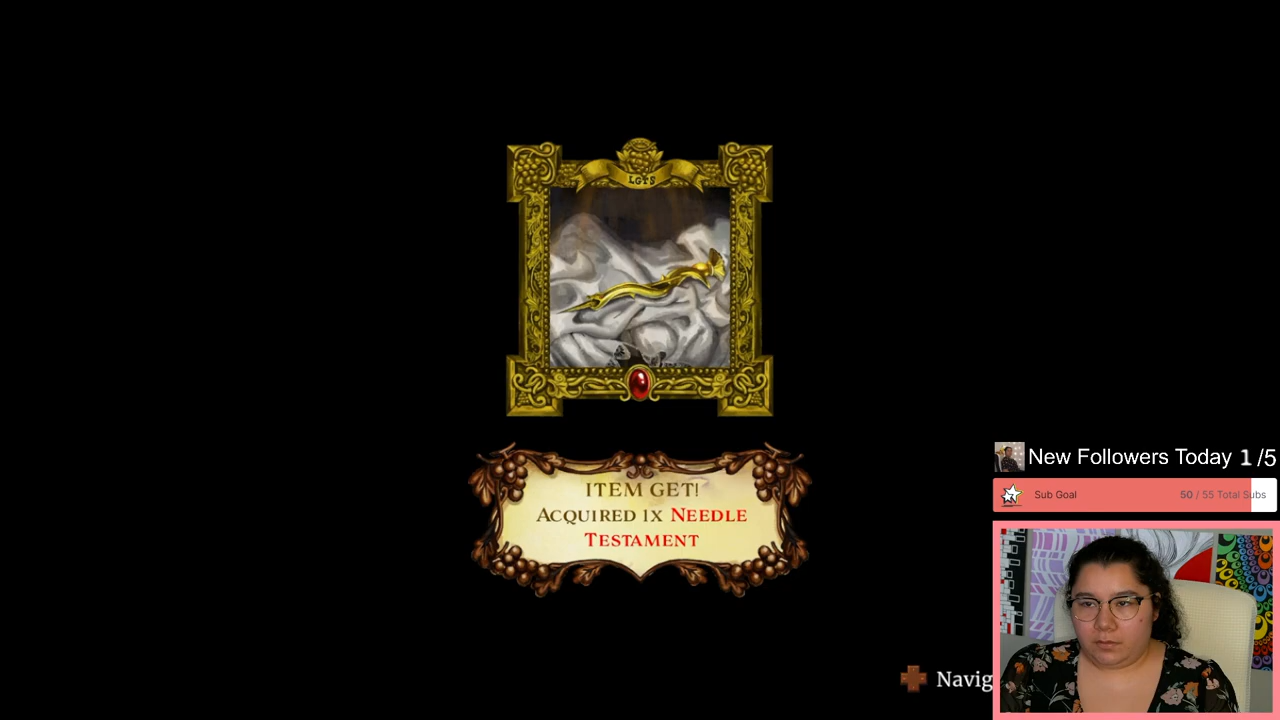 LGTS
ITEM GET!
ACQUIRED 1X NEEDLE
TESTAMENT
New Followers Today 1 /5
Sub Goal
50 / 55 Total Subs
Navig